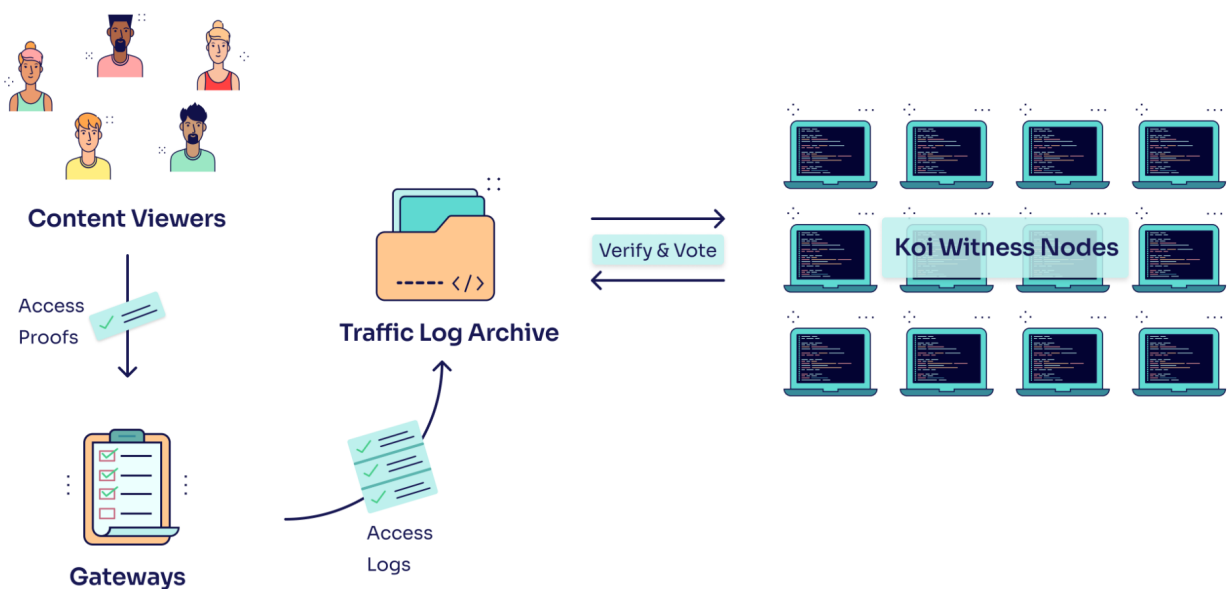 Content Viewers
Access
Proofs
Gateways
Access
Logs
Traffic Log Archive
</>
Verify & Vote
Koi Witness Nodes